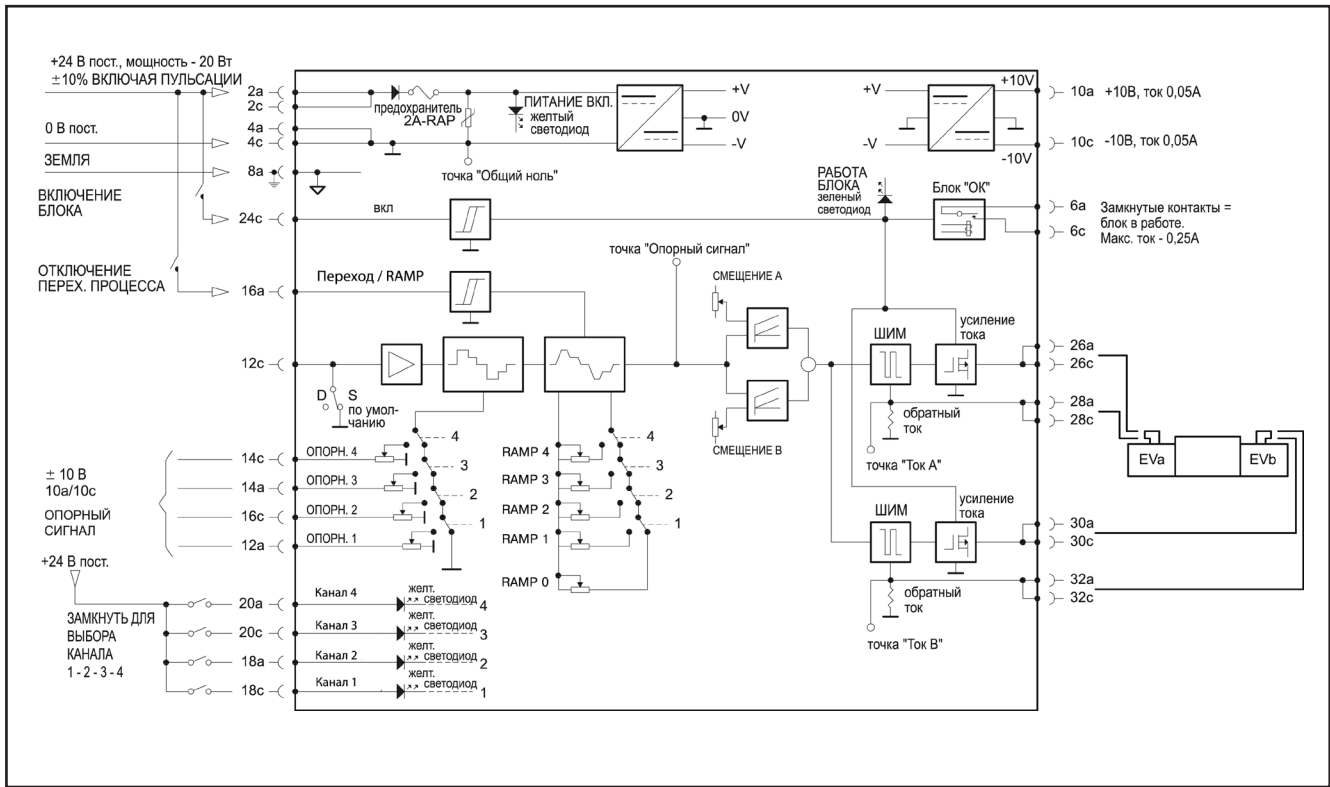 +24 В пост., мощность - 20 Вт
±10% ВКЛЮЧАЯ ПУЛЬСАЦИИ
2a
2c
4a
0 В пост.
4c
ЗЕМЛЯ
8a
ВКЛЮЧЕНИЕ
БЛОКА
24c
ОТКЛЮЧЕНИЕ
ПЕРЕХ. ПРОЦЕССА
16a
12c
14c
14a
16c
12a
± 10 В
10a/10c
ОПОРНЫЙ
СИГНАЛ
+24 В пост.
ЗАМКНУТЬ ДЛЯ
ВЫБОРА
КАНАЛА
1 - 2 - 3 - 4
20a
20c
18a
18c
предохранитель
2A-RAP
ПИТАНИЕ ВКЛ.
желтый
светодиод
точка "Общий ноль"
+V
0V
-V
+V
-V
+10V
-10V
10a +10В, ток 0,05А
10c -10В, ток 0,05А
вкл
РАБОТА
БЛОКА
зеленый
светодиод
Блок "ОК"
6a
6c
Замкнутые контакты =
блок в работе.
Макс. ток - 0,25А
Переход / RAMP
точка "Опорный сигнал"
СМЕЩЕНИЕ А
СМЕЩЕНИЕ В
D S
по умол-
чанию
ШИМ
усиление
тока
26a
26c
28a
28c
обратный
ток
точка "Ток А"
EVa
EVb
ОПОРН. 4
ОПОРН. 3
ОПОРН. 2
ОПОРН. 1
4
3
2
1
RAMP 4
RAMP 3
RAMP 2
RAMP 1
RAMP 0
4
3
2
1
ШИМ
усиление
тока
30a
30c
32a
32c
обратный
ток
точка "Ток В"
Канал 4
желт.
светодиод
4
Канал 3
желт.
светодиод
3
Канал 2
желт.
светодиод
2
Канал 1
желт.
светодиод
1